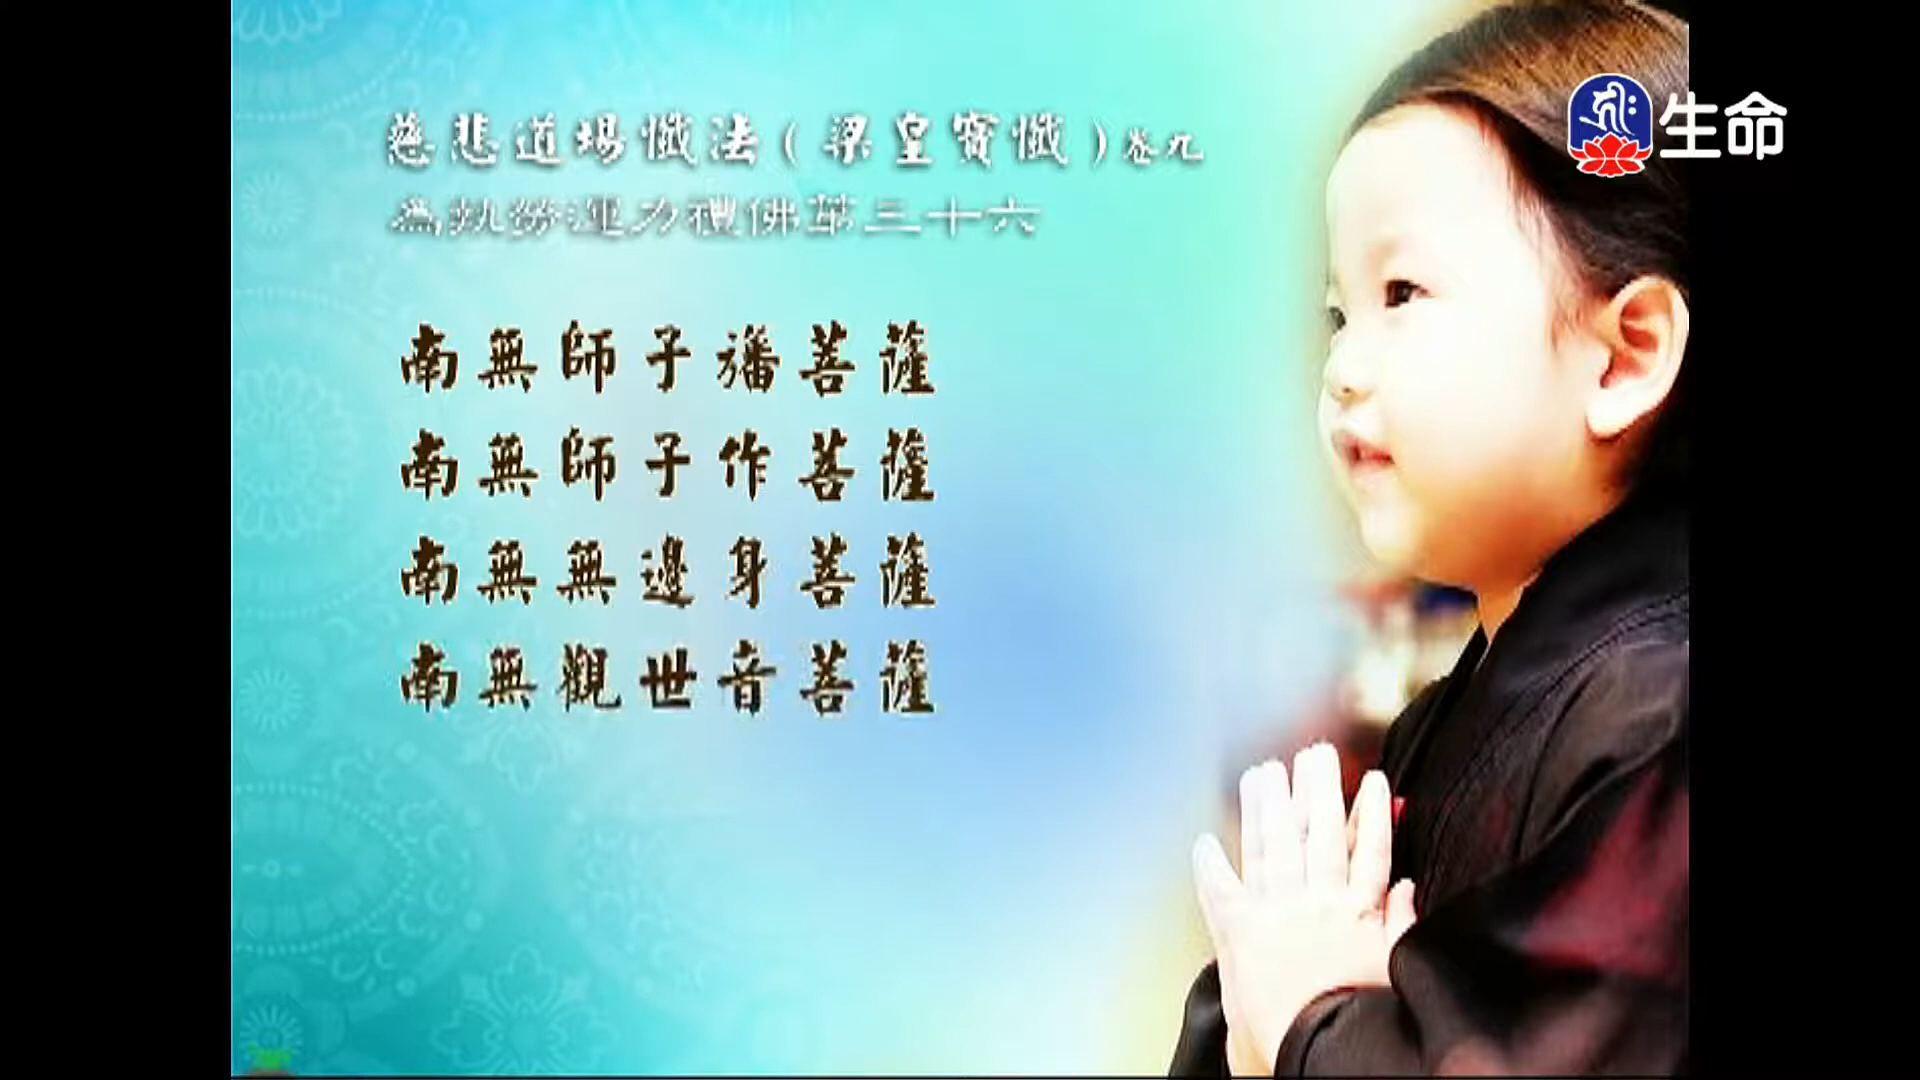 慈悲道場懺法(梁皇寶懺)卷九
為執勞運力禮佛第三十六
南無師子旛菩薩
南無師子作菩薩
南無無邊身菩薩
南無觀世音菩薩
生命